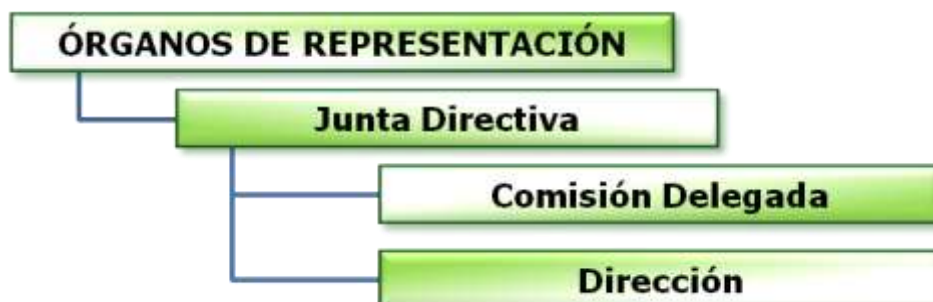 ÓRGANOS DE REPRESENTACIÓN
Junta Directiva
Comisión Delegada
Dirección